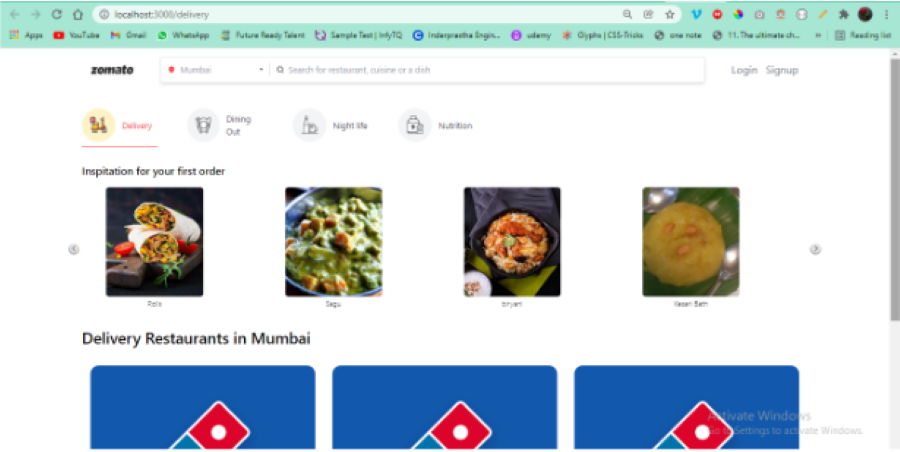 localhost:3000/delivery
Apps YouTube Gmail WhatsApp Future Ready Talent Sample Test | InfyTQ Inderprastha Engin... udemy Glyphs | CSS-Tricks one note 11. The ultimate ch... » Reading list
zomato Mumbai Search for restaurant, cuisine or a dish Login Signup
Delivery Dining Out Night life Nutrition
Inspitation for your first order
Rolls Sagu biryani Kesari Bath
Delivery Restaurants in Mumbai
Activate Windows
Go to Settings to activate Windows.